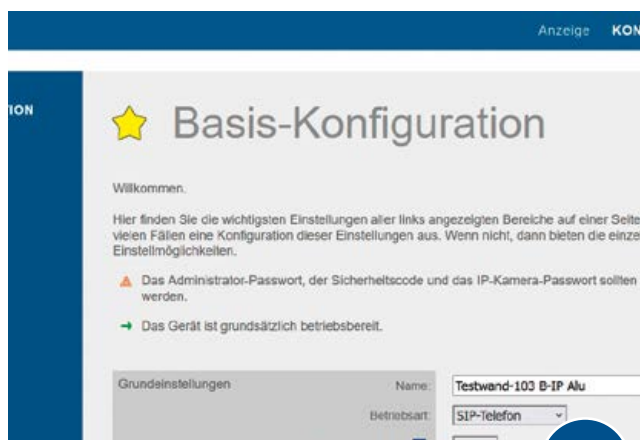 Anzeige KON
ION
Basis-Konfiguration
Willkommen.
Hier finden Sie die wichtigsten Einstellungen aller links angezeigten Bereiche auf einer Seite
vielen Fällen eine Konfiguration dieser Einstellungen aus. Wenn nicht, dann bieten die einze
Einstellmöglichkeiten.
Das Administrator-Passwort, der Sicherheitscode und das IP-Kamera-Passwort sollten
werden.
Das Gerät ist grundsätzlich betriebsbereit.
Grundeinstellungen Name: Testwand-103 B-IP Alu
Betriebsart: SIP-Telefon